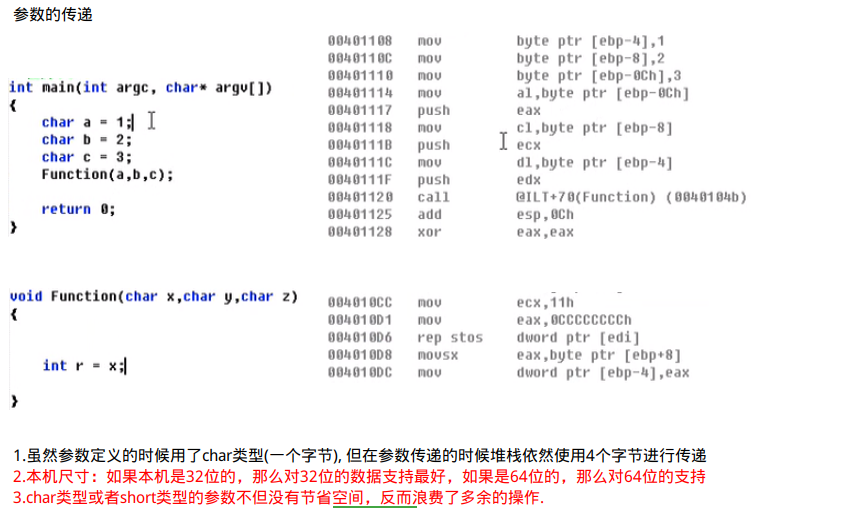 参数的传递
int main(int argc, char* argv[])
{
char a = 1;
char b = 2;
char c = 3;
Function(a,b,c);
return 0;
}
00401108 mov byte ptr [ebp-4],1
0040110C mov byte ptr [ebp-8],2
00401110 mov byte ptr [ebp-0Ch],3
00401114 mov al,byte ptr [ebp-0Ch]
00401117 push eax
00401118 mov cl,byte ptr [ebp-8]
0040111B push ecx
0040111C mov dl,byte ptr [ebp-4]
0040111F push edx
00401120 call @ILT+70(Function) (0040104b)
00401125 add esp,0Ch
00401128 xor eax,eax
void Function(char x,char y,char z)
{
int r = x;
}
004010CC mov ecx,11h
004010D1 mov eax,0CCCCCCCCh
004010D6 rep stos dword ptr [edi]
004010D8 movsx eax,byte ptr [ebp+8]
004010DC mov dword ptr [ebp-4],eax
1.虽然参数定义的时候用了char类型(一个字节), 但在参数传递的时候堆栈依然使用4个字节进行传递
2.本机尺寸：如果本机是32位的，那么对32位的数据支持最好，如果是64位的，那么对64位的支持
3.char类型或者short类型的参数不但没有节省空间，反而浪费了多余的操作.